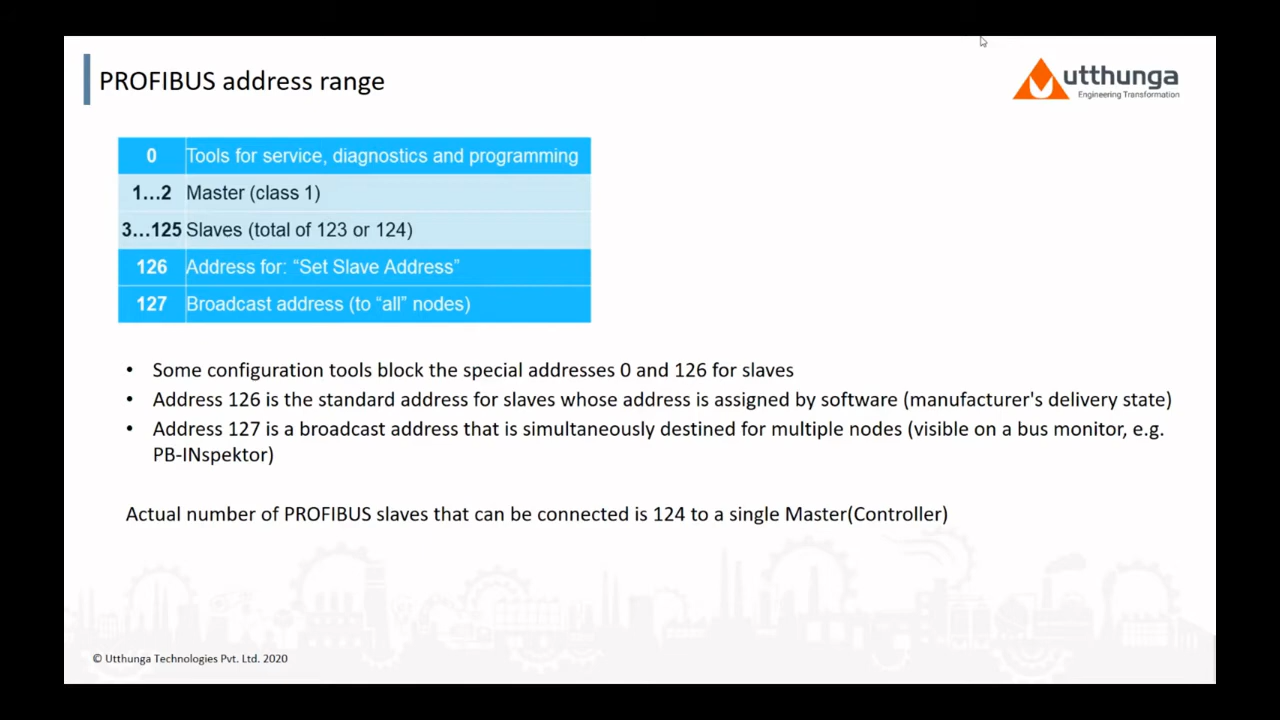 PROFIBUS address range
utthunga
Engineering Transformation
0 Tools for service, diagnostics and programming
1...2 Master (class 1)
3...125 Slaves (total of 123 or 124)
126 Address for: “Set Slave Address”
127 Broadcast address (to “all” nodes)
• Some configuration tools block the special addresses 0 and 126 for slaves
• Address 126 is the standard address for slaves whose address is assigned by software (manufacturer's delivery state)
• Address 127 is a broadcast address that is simultaneously destined for multiple nodes (visible on a bus monitor, e.g.
PB-INspektor)
Actual number of PROFIBUS slaves that can be connected is 124 to a single Master(Controller)
© Utthunga Technologies Pvt. Ltd. 2020